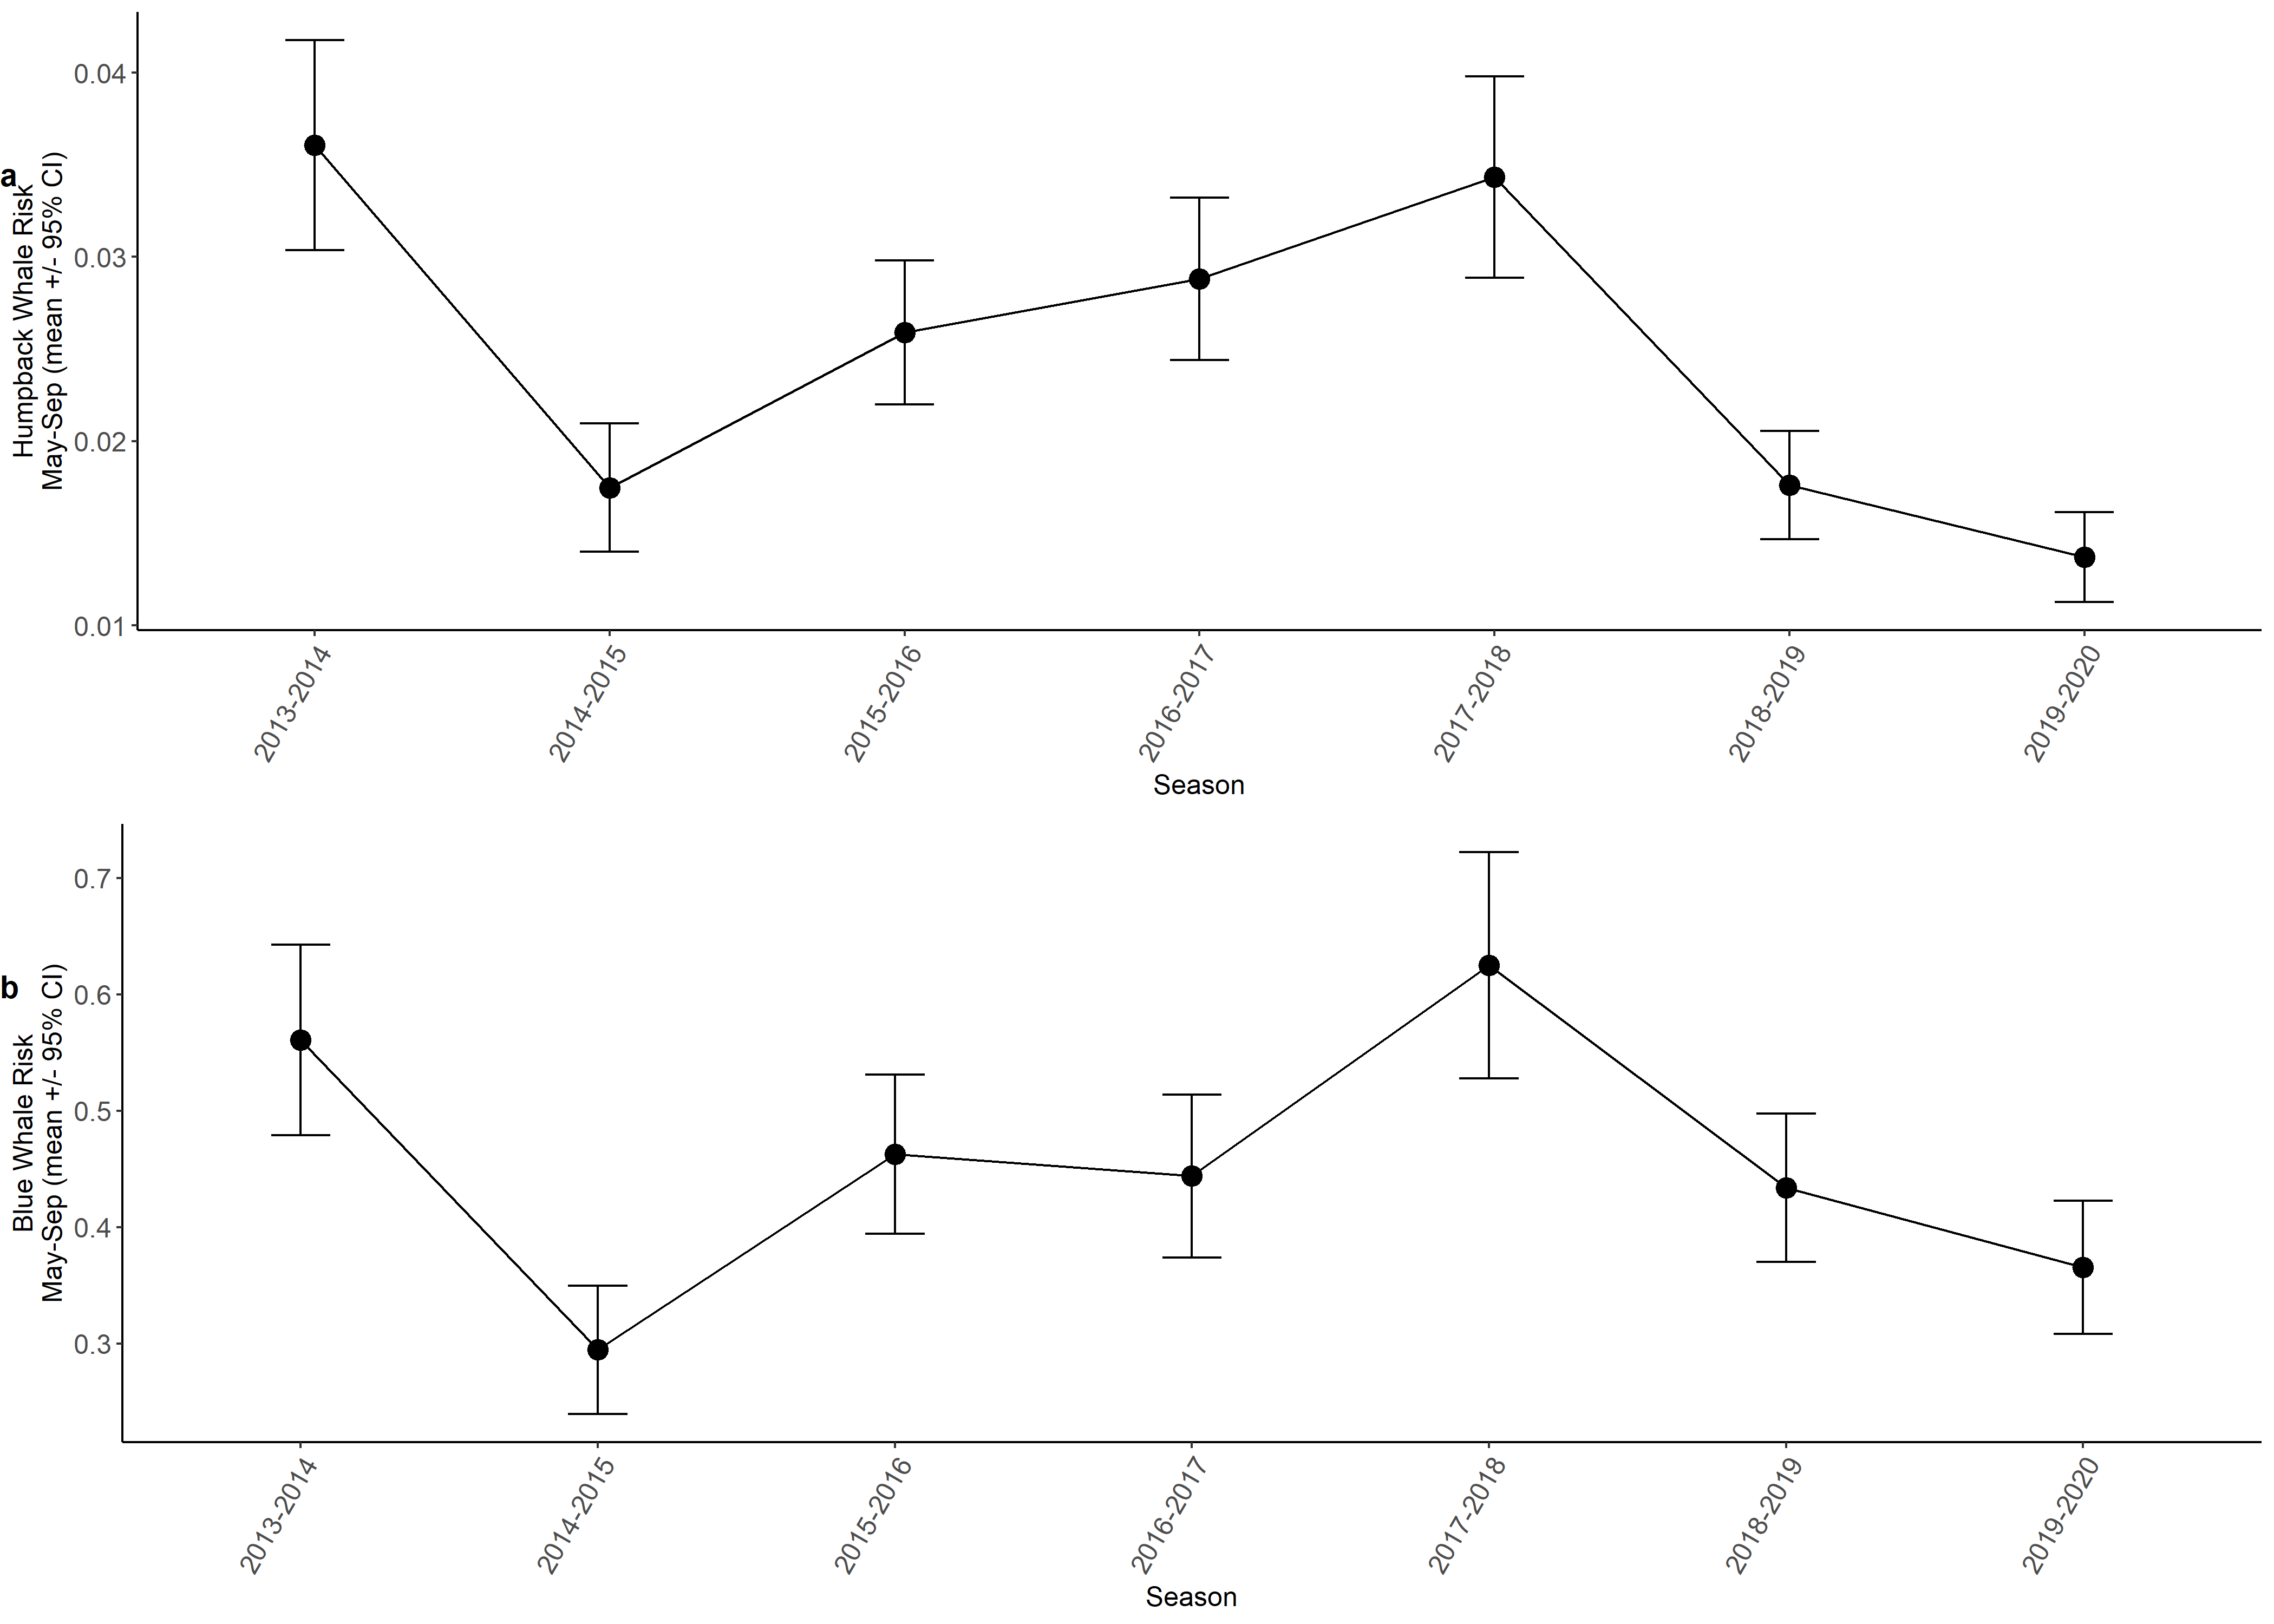 a
Humpback Whale Risk
May-Sep (mean +/- 95% CI)
0.04
0.03
0.02
0.01
2013-2014
2014-2015
2015-2016
2016-2017
2017-2018
2018-2019
2019-2020
Season
b
Blue Whale Risk
May-Sep (mean +/- 95% CI)
0.7
0.6
0.5
0.4
0.3
2013-2014
2014-2015
2015-2016
2016-2017
2017-2018
2018-2019
2019-2020
Season